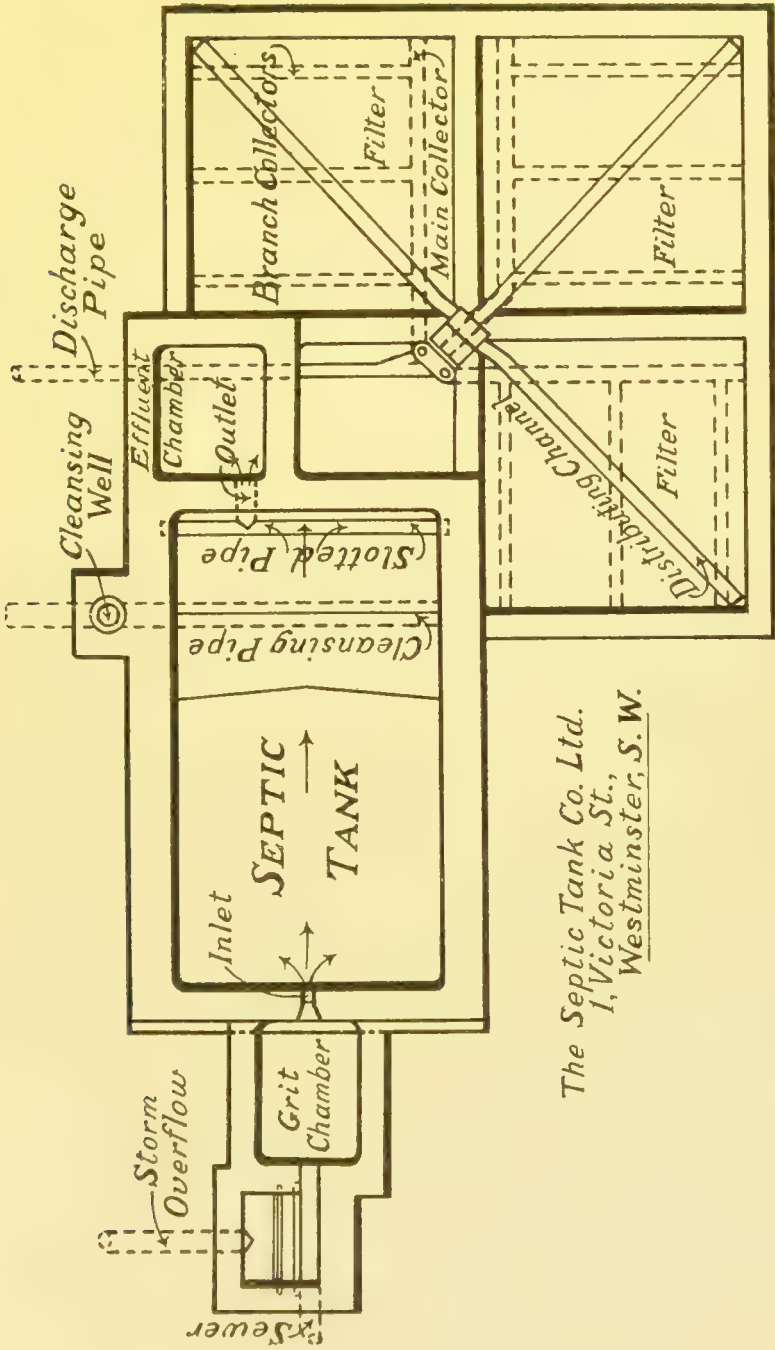 Sewer
Storm
Overflow
Grit
Chamber
Inlet
SEPTIC
TANK
Cleansing Pipe
Slotted Pipe
Cleansing
Well
Effluent
Chamber
Outlet
Discharge
Pipe
Branch Collectors
Filter
Main Collector
Distributing Channel
Filter
Filter
The Septic Tank Co. Ltd.
1, Victoria St.,
Westminster, S.W.